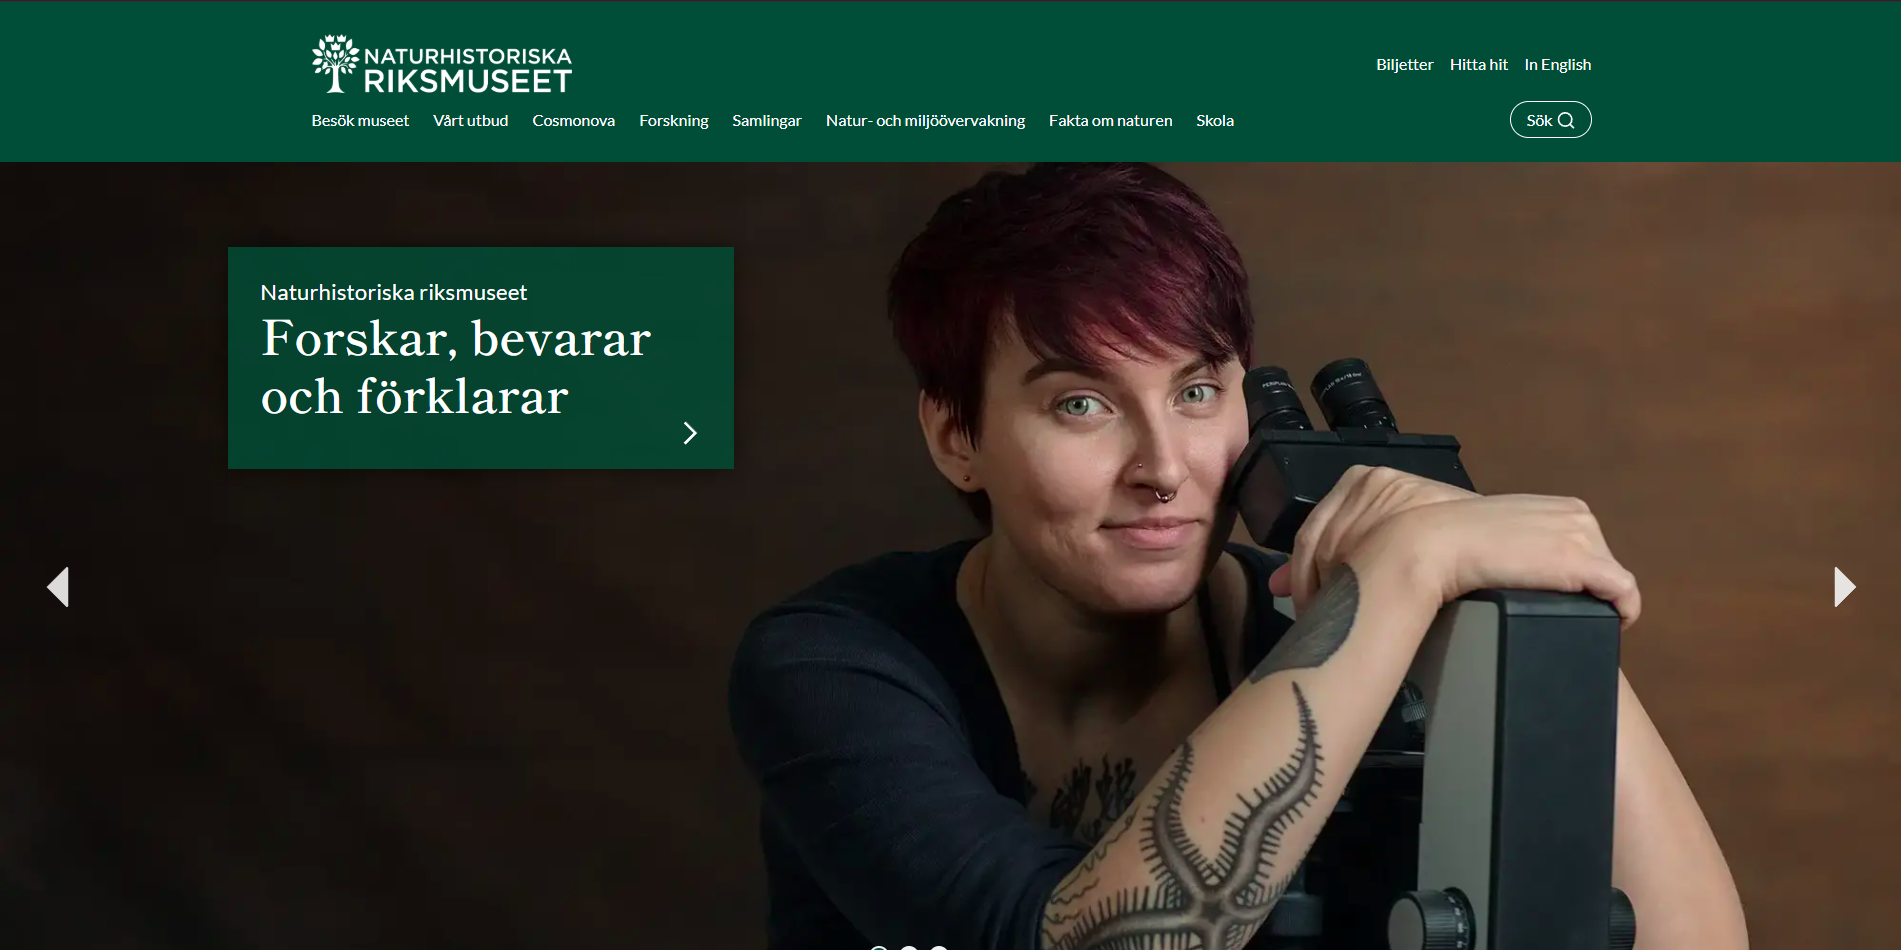 NATURHISTORISKA
RIKSMUSEET
Biljetter Hitta hit In English
Besök museet Vårt utbud Cosmonova Forskning Samlingar Natur- och miljöövervakning Fakta om naturen Skola
Sök
Naturhistoriska riksmuseet
Forskar, bevarar
och förklarar